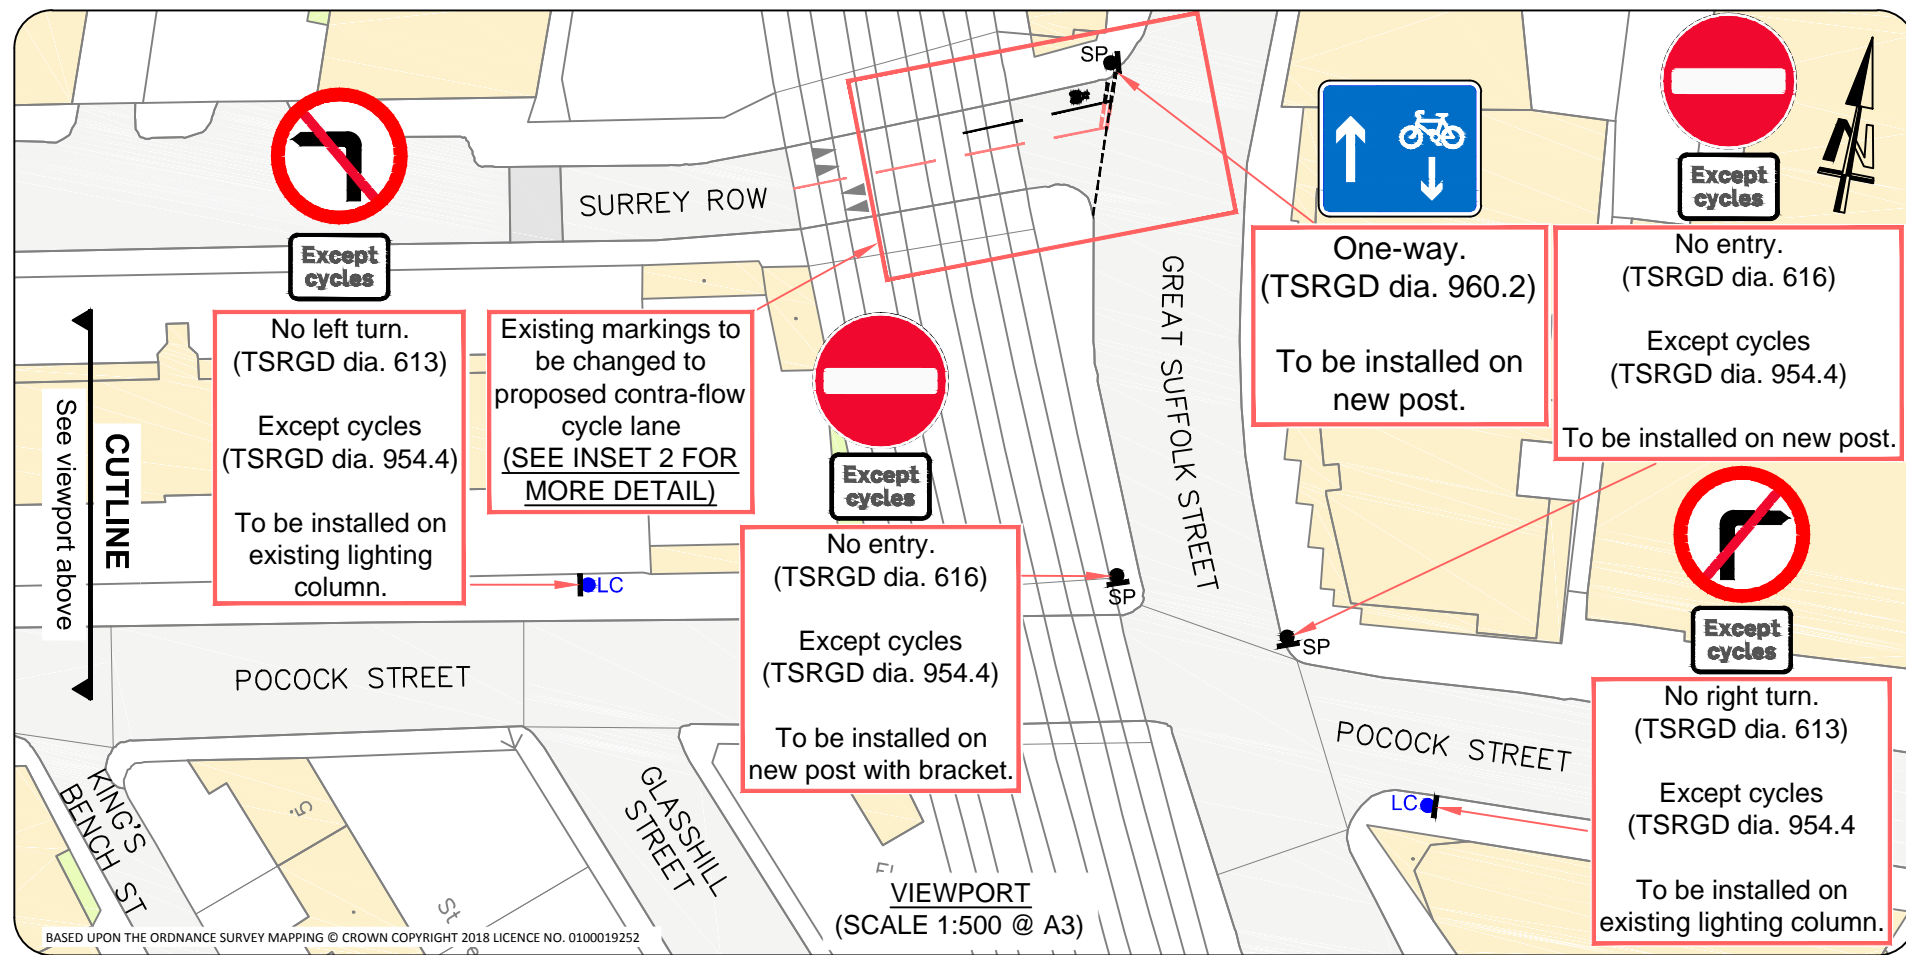 SP
Except
cycles
Except
cycles
SURREY ROW
One-way.
(TSRGD dia. 960.2)
To be installed on
new post.
No entry.
(TSRGD dia. 616)
Except cycles
(TSRGD dia. 954.4)
To be installed on new post.
No left turn.
(TSRGD dia. 613)
Except cycles
(TSRGD dia. 954.4)
To be installed on
existing lighting
column.
Existing markings to
be changed to
proposed contra-flow
cycle lane
(SEE INSET 2 FOR
MORE DETAIL)
GREAT SUFFOLK STREET
CUTLINE
See viewport above
Except
cycles
No entry.
(TSRGD dia. 616)
Except cycles
(TSRGD dia. 954.4)
To be installed on
new post with bracket.
LC
SP
SP
Except
cycles
No right turn.
(TSRGD dia. 613)
Except cycles
(TSRGD dia. 954.4
To be installed on
existing lighting column.
POCOCK STREET
POCOCK STREET
LC
KING'S
BENCH ST
5
GLASSHILL
STREET
St
VIEWPORT
(SCALE 1:500 @ A3)
BASED UPON THE ORDNANCE SURVEY MAPPING © CROWN COPYRIGHT 2018 LICENCE NO. 0100019252
N